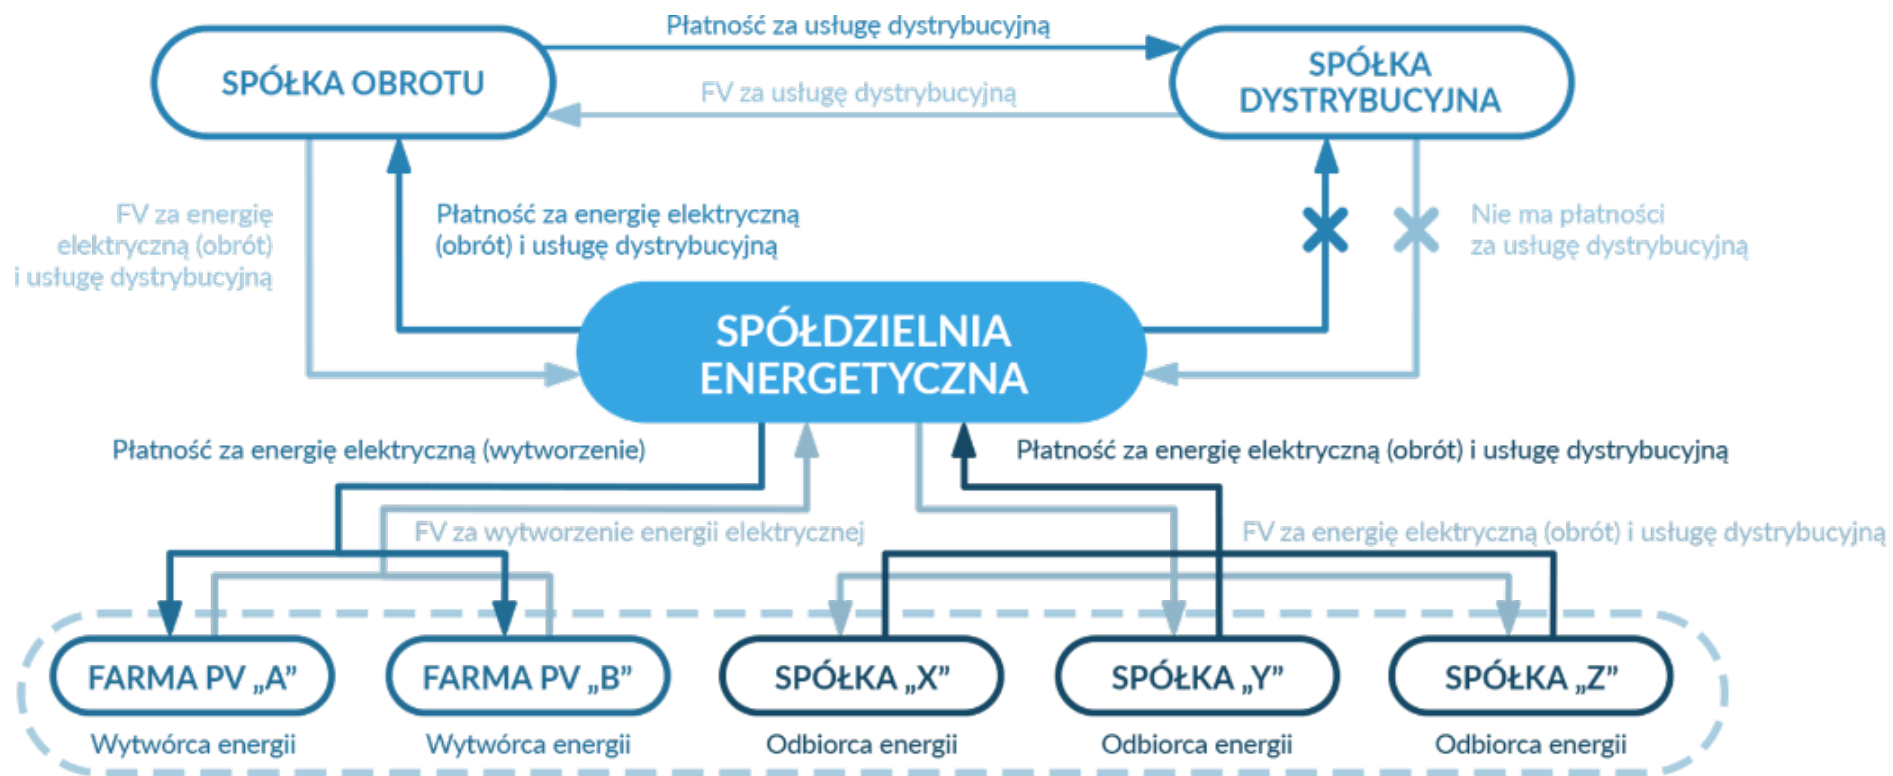 Płatność za usługę dystrybucyjną
SPÓŁKA OBROTU
SPÓŁKA
DYSTRYBUCYJNA
FV za usługę dystrybucyjną
FV za energię
elektryczną (obrót)
i usługę dystrybucyjną
Płatność za energię elektryczną
(obrót) i usługę dystrybucyjną
Nie ma płatności
za usługę dystrybucyjną
SPÓŁDZIELNIA
ENERGETYCZNA
Płatność za energię elektryczną (wytworzenie)
Płatność za energię elektryczną (obrót) i usługę dystrybucyjną
FV za wytworzenie energii elektrycznej
FV za energię elektryczną (obrót) i usługę dystrybucyjną
FARMA PV „A”
FARMA PV „B”
SPÓŁKA „X”
SPÓŁKA „Y”
SPÓŁKA „Z”
Wytwórca energii
Wytwórca energii
Odbiorca energii
Odbiorca energii
Odbiorca energii